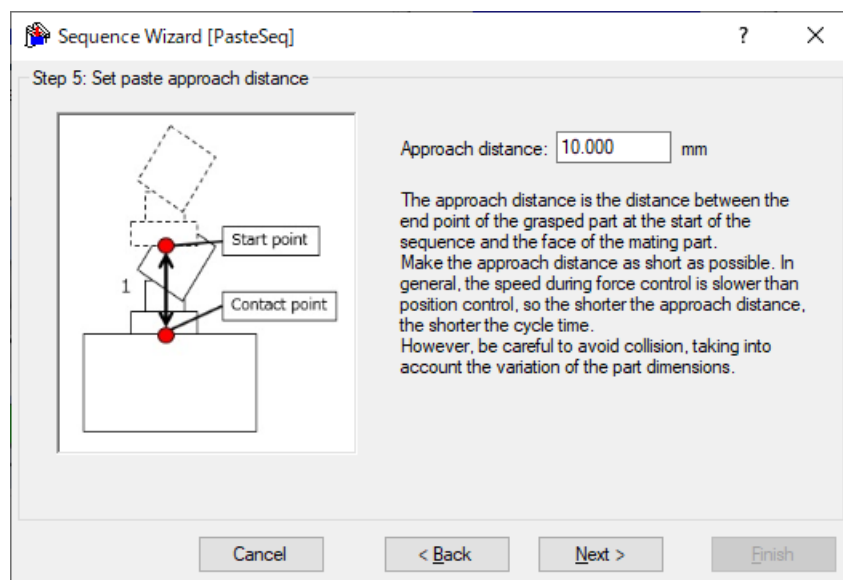 Sequence Wizard [PasteSeq]
? X
Step 5: Set paste approach distance
Start point
1
Contact point
Approach distance: 10.000 mm
The approach distance is the distance between the
end point of the grasped part at the start of the
sequence and the face of the mating part.
Make the approach distance as short as possible. In
general, the speed during force control is slower than
position control, so the shorter the approach distance,
the shorter the cycle time.
However, be careful to avoid collision, taking into
account the variation of the part dimensions.
Cancel < Back Next > Finish